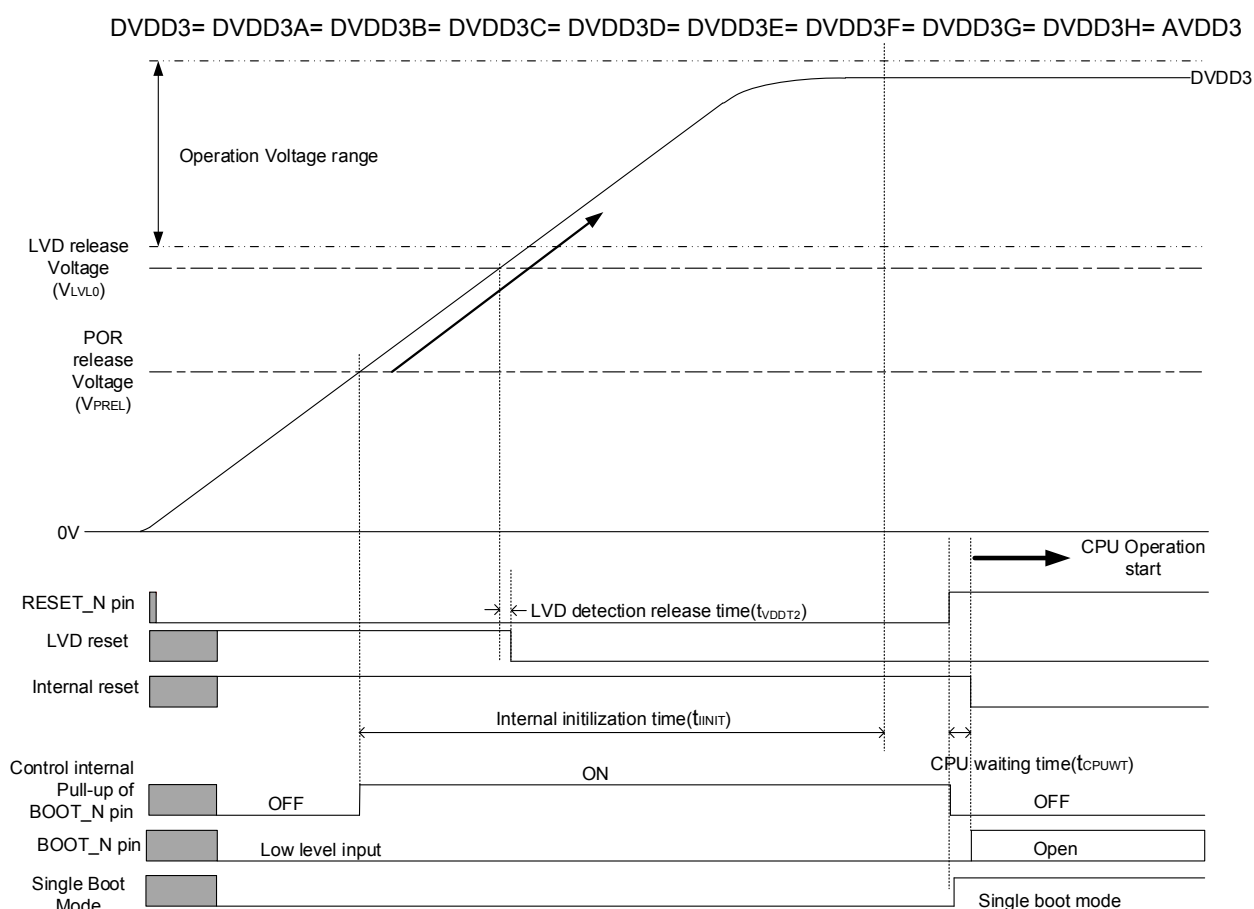 DVDD3= DVDD3A= DVDD3B= DVDD3C= DVDD3D= DVDD3E= DVDD3F= DVDD3G= DVDD3H= AVDD3
DVDD3
Operation Voltage range
LVD release
Voltage
(VLVL0)
POR
release
Voltage
(VPREL)
0V
CPU Operation
start
RESET_N pin
LVD detection release time(tVDDT2)
LVD reset
Internal reset
Internal initilization time(tIINIT)
CPU waiting time(tCPUWT)
Control internal
Pull-up of
BOOT_N pin
OFF
ON
OFF
BOOT_N pin
Low level input
Open
Single Boot
Mode
Single boot mode